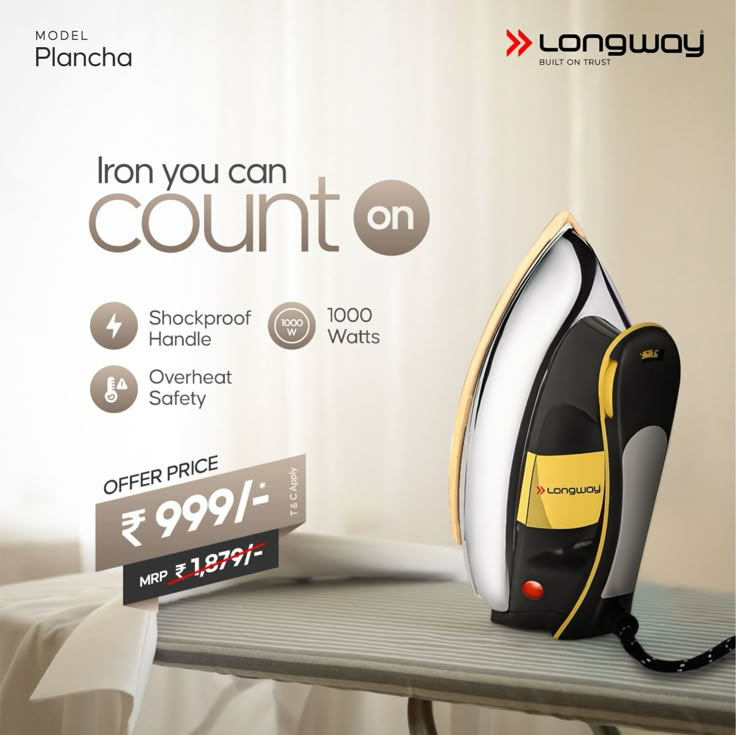 MODEL
Plancha
LONGWAY
BUILT ON TRUST
Iron you can
count on
Shockproof
Handle
1000
W
1000
Watts
Overheat
Safety
OFFER PRICE
₹ 999/-*
T & C Apply
MRP ₹ 1,879/-
LONGWAY